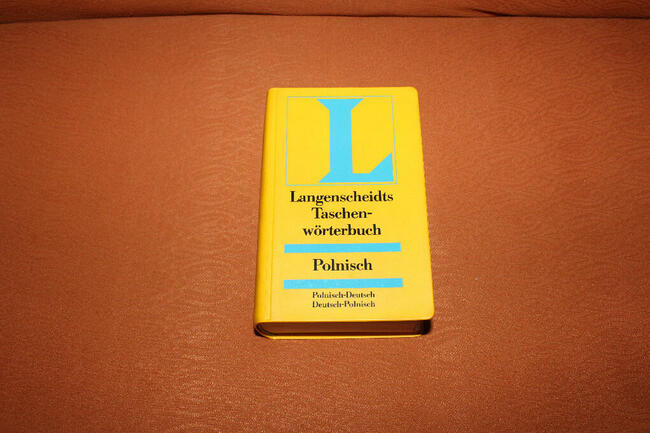 L
Langenscheidts
Taschen-
wörterbuch
Polnisch
Polnisch-Deutsch
Deutsch-Polnisch